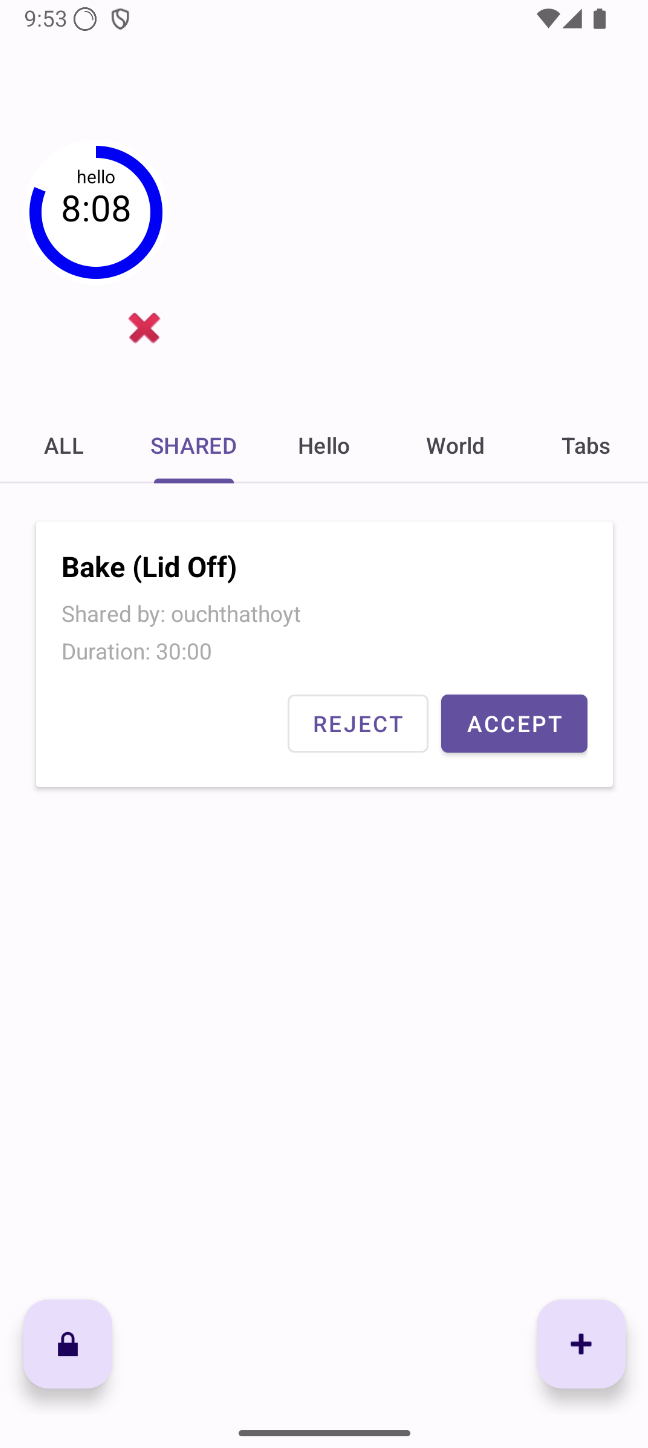 9:53
hello
8:08
ALL SHARED Hello World Tabs
Bake (Lid Off)
Shared by: ouchthathoyt
Duration: 30:00
REJECT ACCEPT